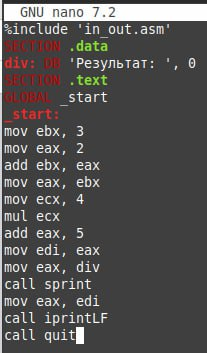 GNU nano 7.2
%include 'in_out.asm'
SECTION .data
div: DB 'Результат: ', 0
SECTION .text
GLOBAL _start
_start:
mov ebx, 3
mov eax, 2
add ebx, eax
mov eax, ebx
mov ecx, 4
mul ecx
add eax, 5
mov edi, eax
mov eax, div
call sprint
mov eax, edi
call iprintLF
call quit